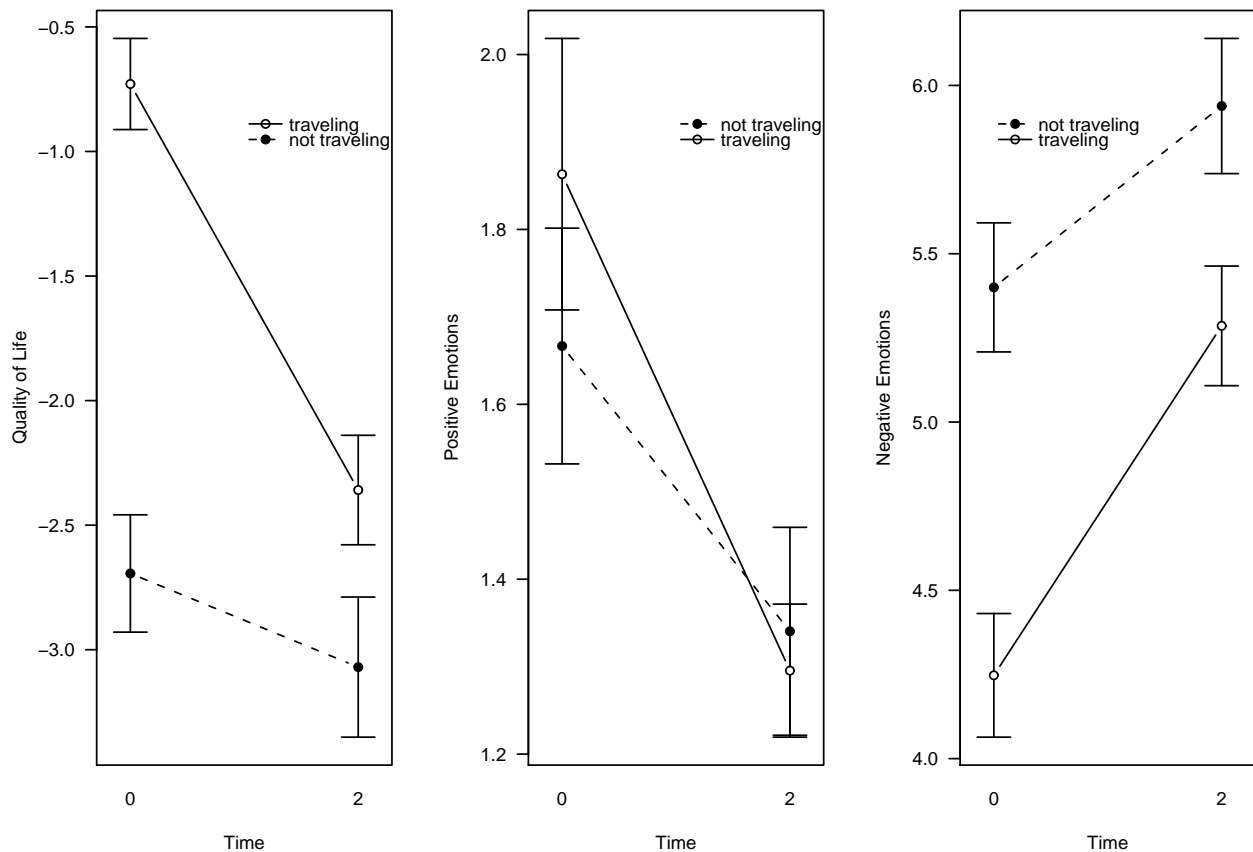 −0.5
−1.0
−1.5
−2.0
−2.5
−3.0
Quality of Life
traveling
not traveling
0
2
Time
2.0
1.8
1.6
1.4
1.2
Positive Emotions
not traveling
traveling
0
2
Time
6.0
5.5
5.0
4.5
4.0
Negative Emotions
not traveling
traveling
0
2
Time